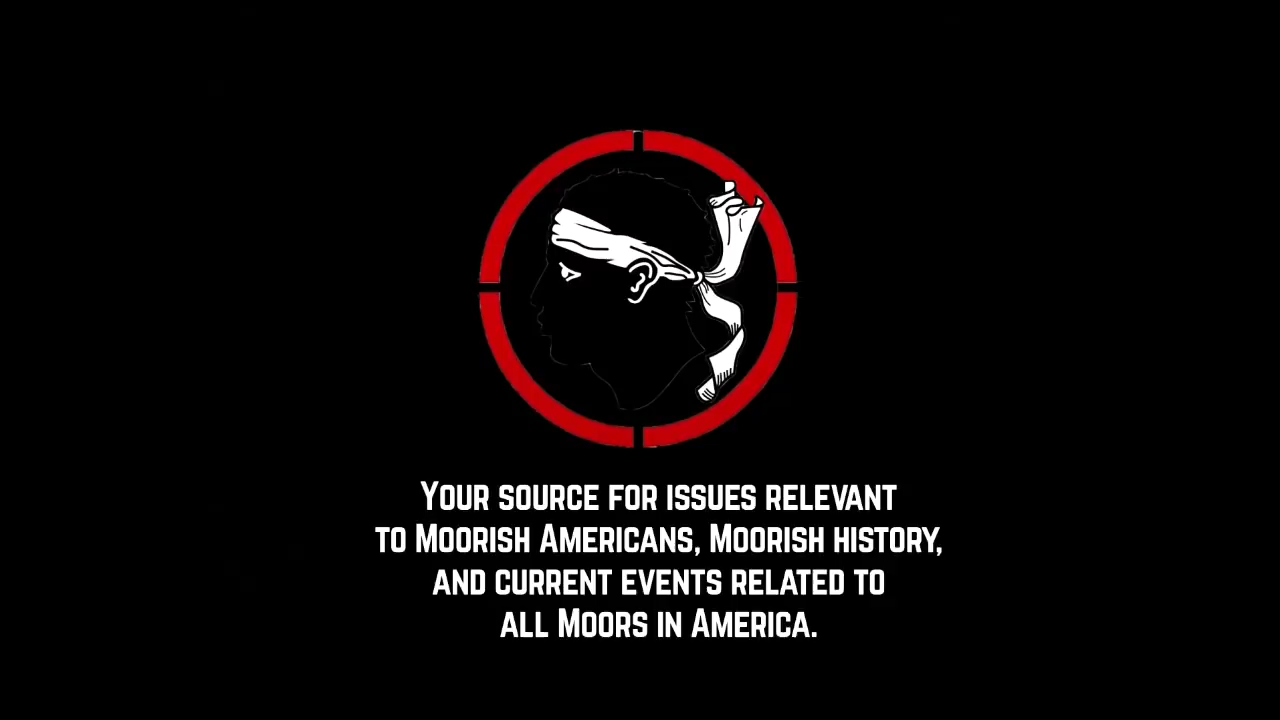 Your source for issues relevant
to Moorish Americans, Moorish history,
and current events related to
all Moors in America.